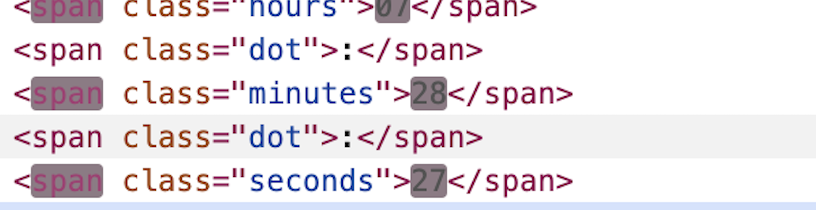 <span class="hours">07</span>
<span class="dot">:</span>
<span class="minutes">28</span>
<span class="dot">:</span>
<span class="seconds">27</span>